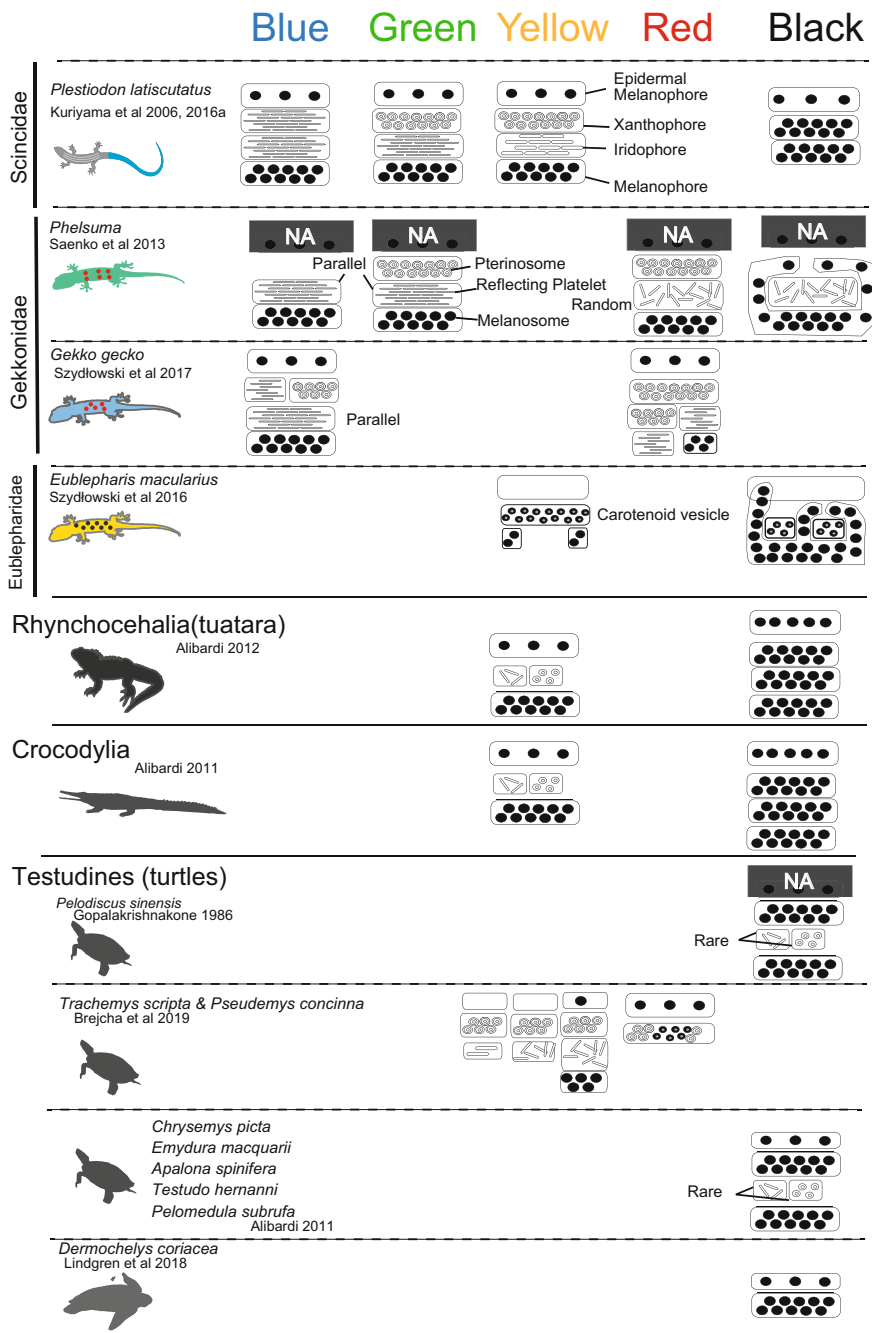 Blue Green Yellow Red Black
Scincidae
Plestiodon latiscutatus
Kuriyama et al 2006, 2016a
Epidermal
Melanophore
Xanthophore
Iridophore
Melanophore
Gekkonidae
Phelsuma
Saenko et al 2013
NA NA NA NA
Parallel
Pterinosome
Reflecting Platelet
Random
Melanosome
Gekko gecko
Szydłowski et al 2017
Parallel
Eublepharidae
Eublepharis macularius
Szydłowski et al 2016
Carotenoid vesicle
Rhynchocehalia(tuatara)
Alibardi 2012
Crocodylia
Alibardi 2011
Testudines (turtles)
NA
Pelodiscus sinensis
Gopalakrishnakone 1986
Rare
Trachemys scripta & Pseudemys concinna
Brejcha et al 2019
Chrysemys picta
Emydura macquarii
Apalona spinifera
Testudo hernanni
Pelomedula subrufa
Alibardi 2011
Rare
Dermochelys coriacea
Lindgren et al 2018